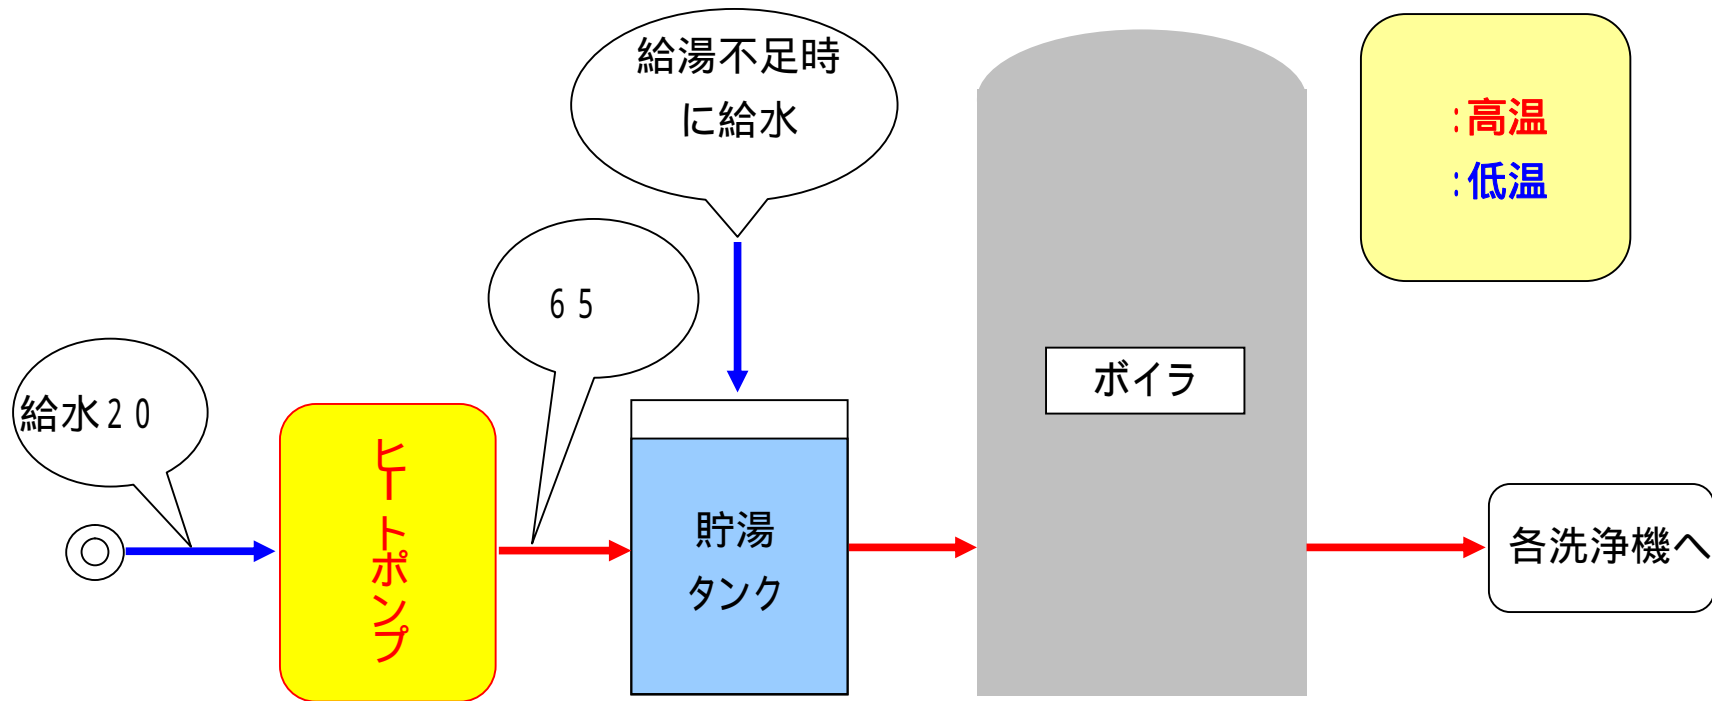 給湯不足時
に給水
:高温
:低温
６５
ボイラ
給水２０
ヒートポンプ
貯湯
タンク
各洗浄機へ